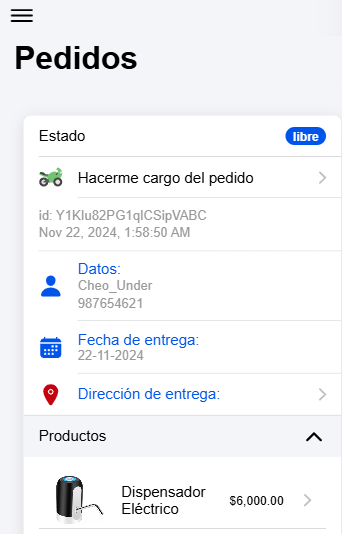 Pedidos
Estado
libre
Hacerme cargo del pedido
id: Y1Klu82PG1qlCSipVABC
Nov 22, 2024, 1:58:50 AM
Datos:
Cheo_Under
987654621
Fecha de entrega:
22-11-2024
Dirección de entrega:
Productos
Dispensador
Eléctrico
$6,000.00